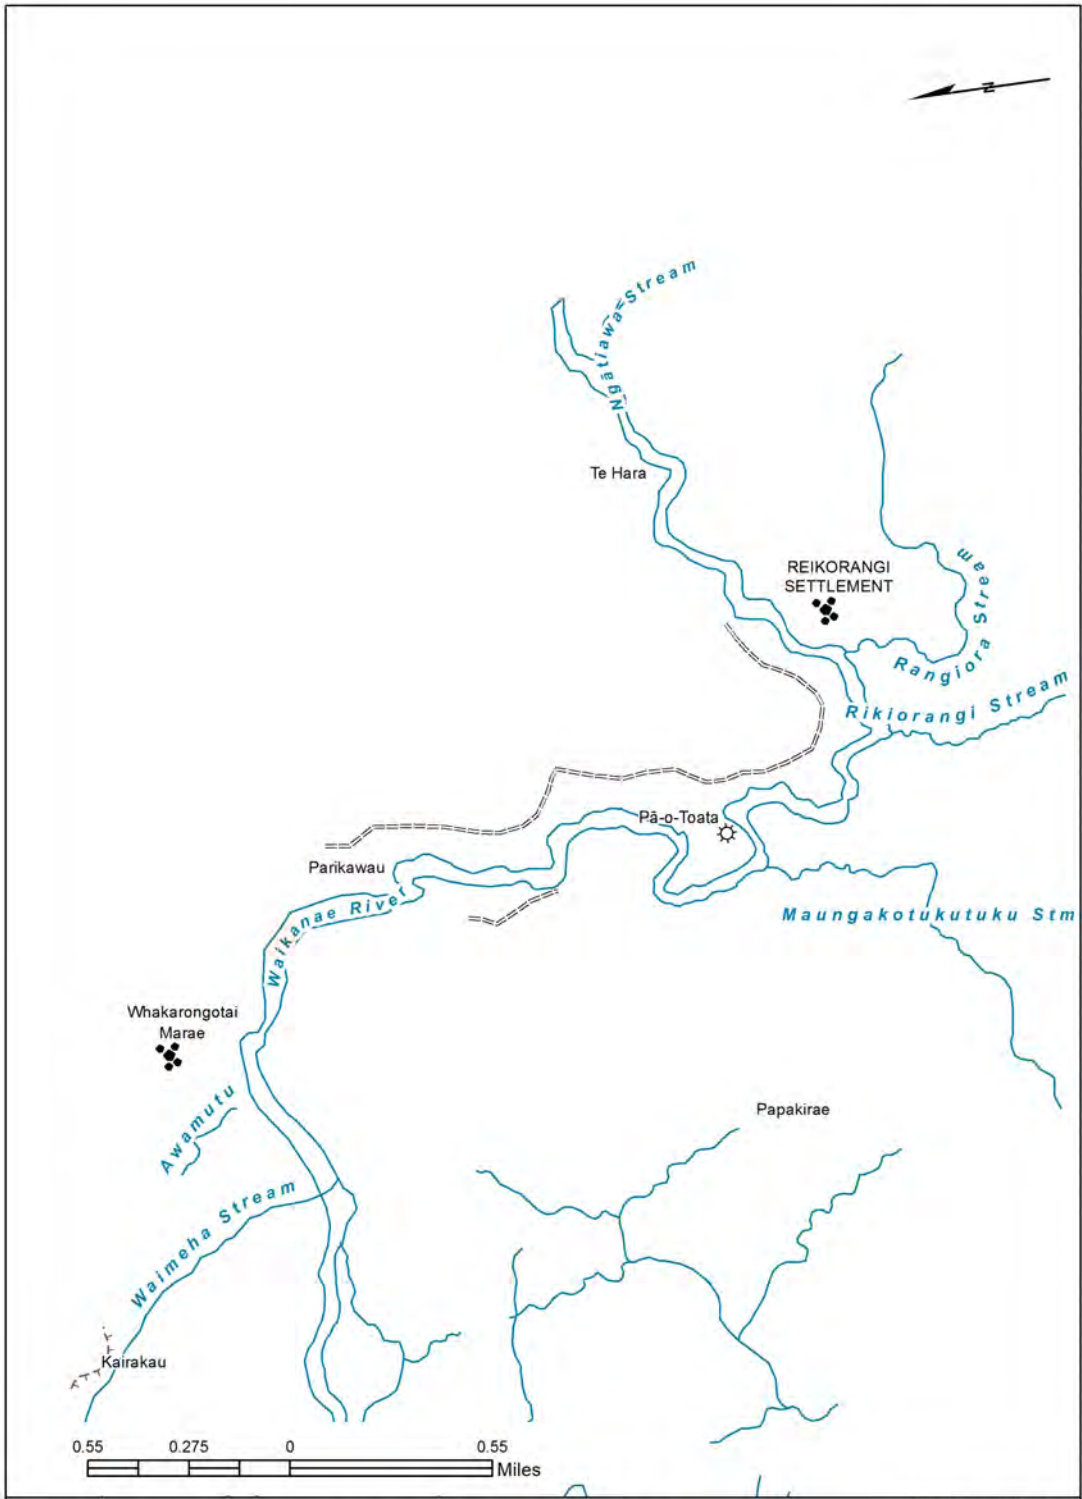 N
Ngātiawa Stream
Te Hara
REIKORANGI
SETTLEMENT
Rangiora Stream
Rikiorangi Stream
Pā-o-Toata
Parikawau
Waikanae River
Maungakotukutuku Stm
Whakarongotai
Marae
Awamutu
Papakirae
Waimeha Stream
Kairakau
0.55 0.275 0 0.55
Miles